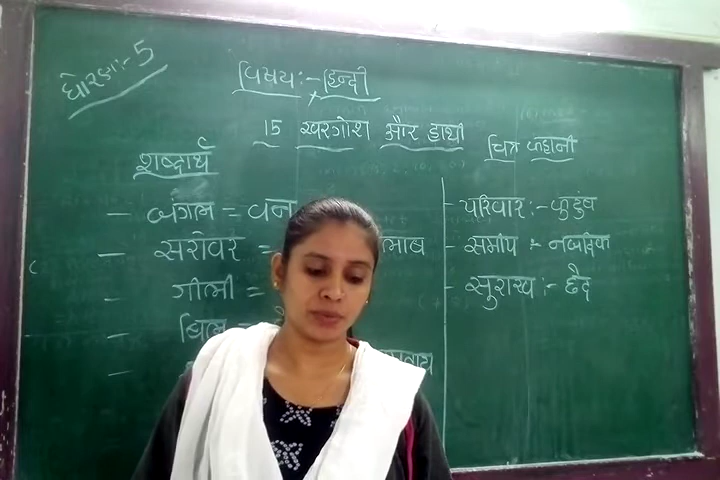 धोरण:- 5
विषय:- हिन्दी
15 खरगोश और हाथी
चित्र कहानी
शब्दार्थ
- जंगल = वन
- सरोवर =
- गीली =
- बिल =
-
- परिवार:- कुटुंब
- समीप :- नजदीक
- सुराख :- छेद